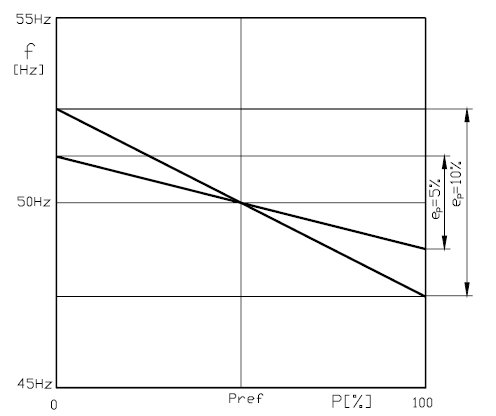 55Hz
f
[Hz]
50Hz
eₚ=5%
eₚ=10%
45Hz
0
Pref
P[%]
100